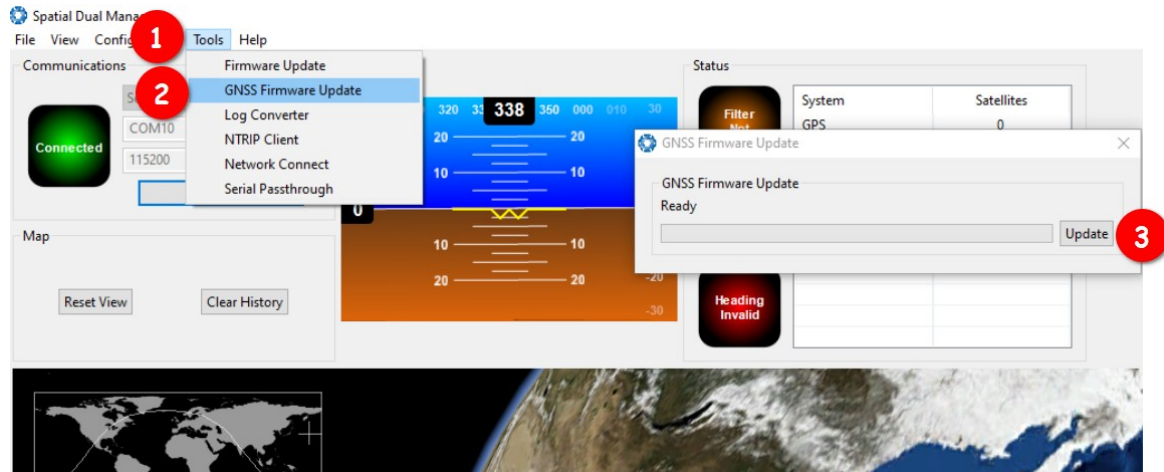 Spatial Dual Mana
File View Config Tools Help
1
2
3
Communications
Connected
COM10
115200
Firmware Update
GNSS Firmware Update
Log Converter
NTRIP Client
Network Connect
Serial Passthrough
Map
Reset View
Clear History
320 33 338 350 000 010 30
20 20
10 10
0
10 10
20 20
-20
-30
Status
Filter
Not
System Satellites
GPS 0
Heading
Invalid
GNSS Firmware Update
GNSS Firmware Update
Ready
Update